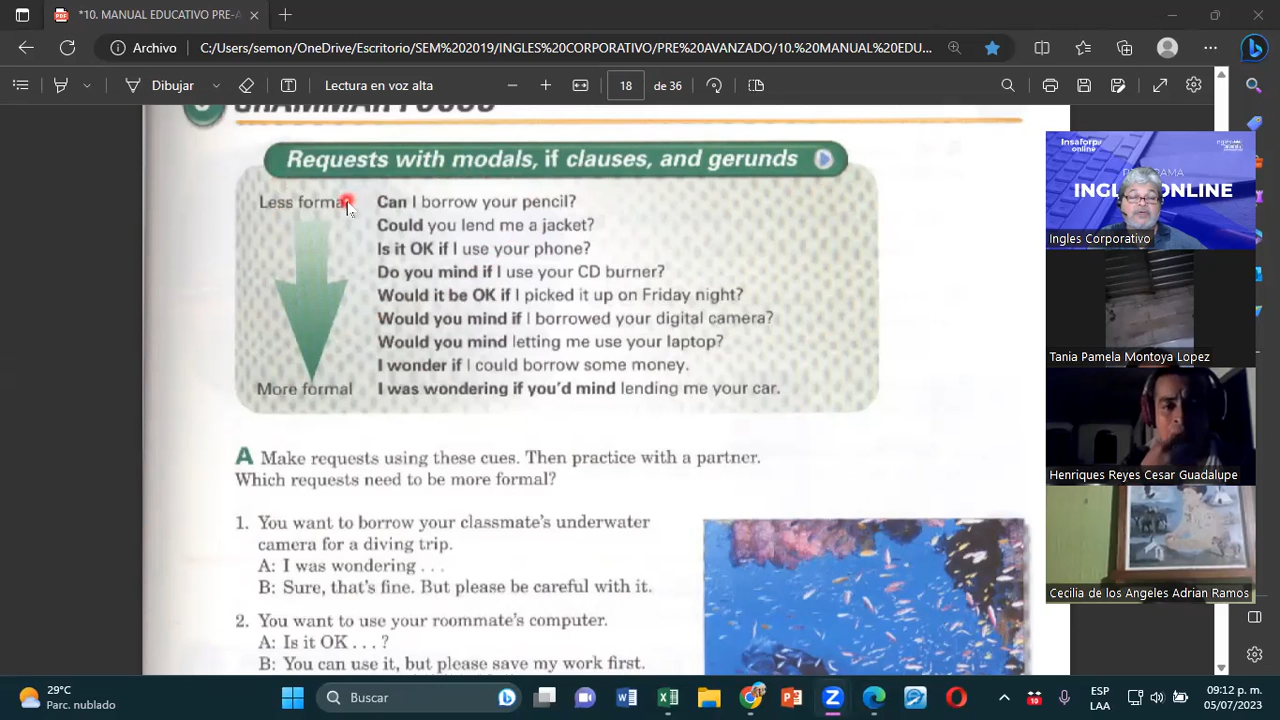 *10. MANUAL EDUCATIVO PRE-A
Archivo
C:/Users/semon/OneDrive/Escritorio/SEM%202019/INGLES%20CORPORATIVO/PRE%20AVANZADO/10.%20MANUAL%20EDU...
Dibujar
Lectura en voz alta
18
de 36
GRAMMAR FOCUS
Requests with modals, if clauses, and gerunds
Less formal
Can I borrow your pencil?
Could you lend me a jacket?
Is it OK if I use your phone?
Do you mind if I use your CD burner?
Would it be OK if I picked it up on Friday night?
Would you mind if I borrowed your digital camera?
Would you mind letting me use your laptop?
I wonder if I could borrow some money.
More formal
I was wondering if you'd mind lending me your car.
A Make requests using these cues. Then practice with a partner.
Which requests need to be more formal?
1. You want to borrow your classmate's underwater
camera for a diving trip.
A: I was wondering . . .
B: Sure, that's fine. But please be careful with it.
2. You want to use your roommate's computer.
A: Is it OK . . . ?
B: You can use it, but please save my work first.
Insaforp
online
INGL
ONLINE
Ingles Corporativo
Tania Pamela Montoya Lopez
Henriques Reyes Cesar Guadalupe
Cecilia de los Angeles Adrian Ramos
29°C
Parc. nublado
Buscar
10
ESP
LAA
09:12 p. m.
05/07/2023